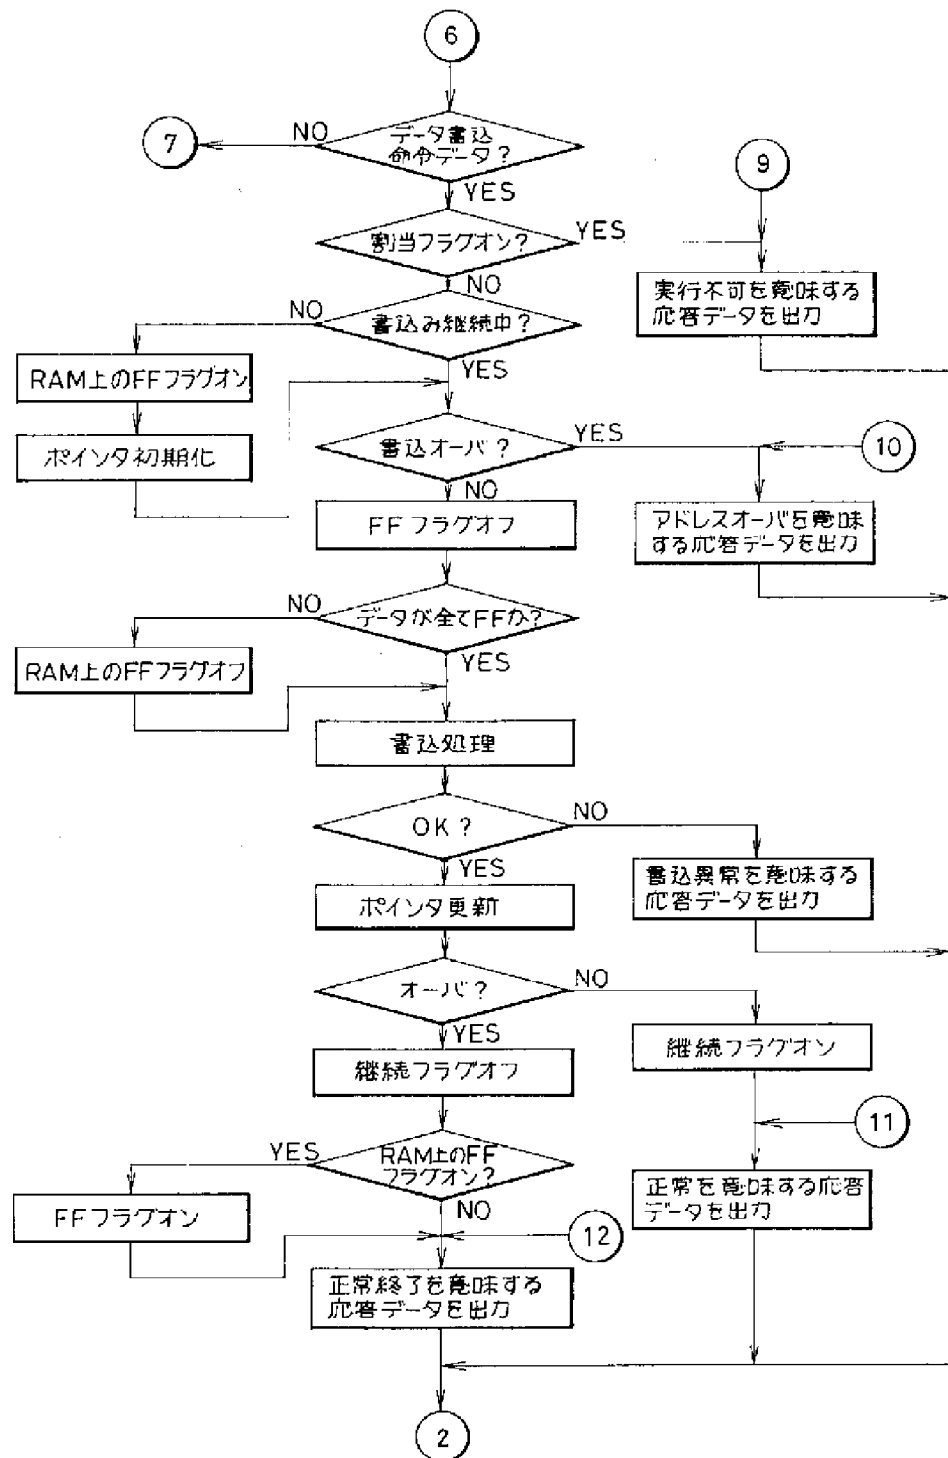 6
7
NO
データ書込
命令データ?
YES
9
割当フラグオン?
YES
NO
実行不可を意味する
応答データを出力
NO
書込み継続中?
YES
RAM上のFFフラグオン
ポインタ初期化
書込オーバ?
YES
10
NO
FFフラグオフ
アドレスオーバを意味
する応答データを出力
NO
データが全てFFか?
YES
RAM上のFFフラグオフ
書込処理
OK?
NO
YES
書込異常を意味する
応答データを出力
ポインタ更新
オーバ?
NO
YES
継続フラグオフ
継続フラグオン
11
YES
RAM上のFF
フラグオン?
NO
正常を意味する応答
データを出力
FFフラグオン
12
正常終了を意味する
応答データを出力
2